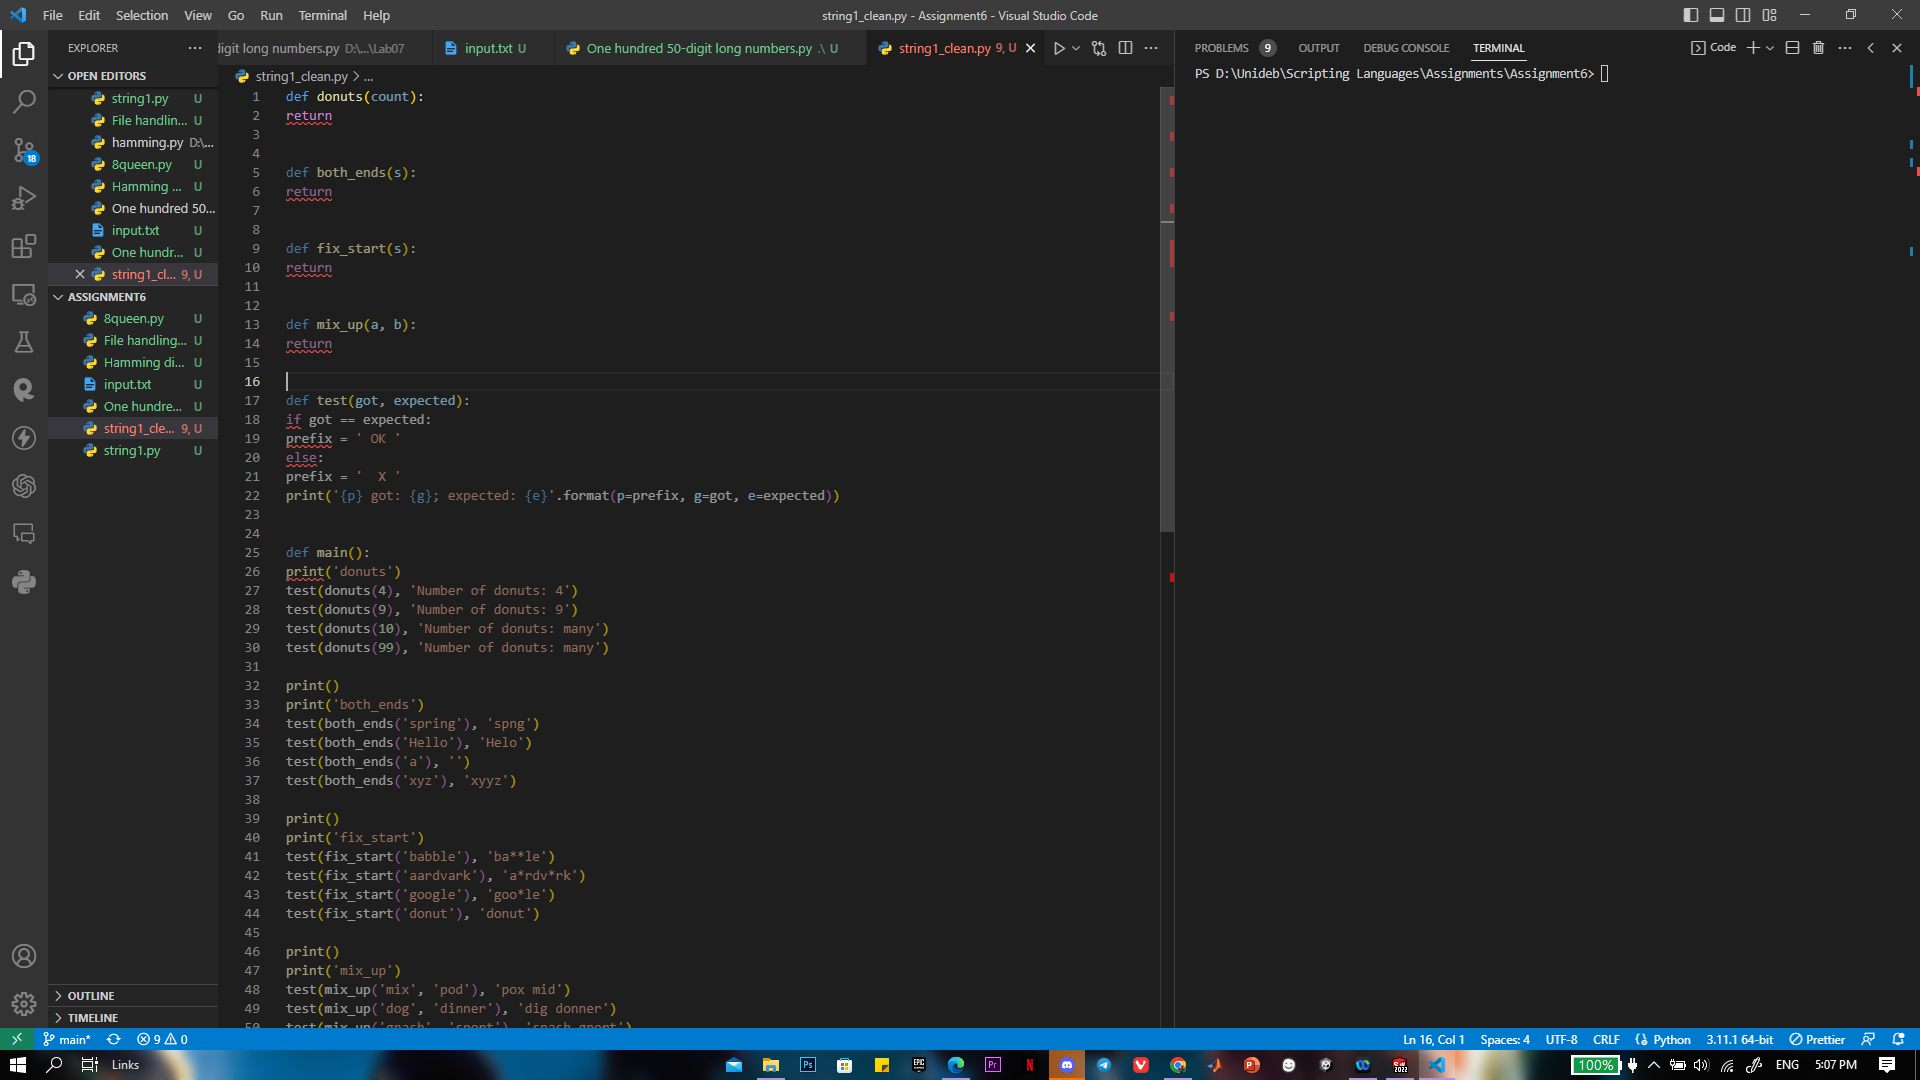 File Edit Selection View Go Run Terminal Help
string1_clean.py - Assignment6 - Visual Studio Code
EXPLORER
OPEN EDITORS
string1.py U
File handlin... U
hamming.py D:\...
8queen.py U
Hamming ... U
One hundred 50...
input.txt U
One hundr... U
string1_cl... 9, U
ASSIGNMENT6
8queen.py U
File handling... U
Hamming di... U
input.txt U
One hundre... U
string1_cle... 9, U
string1.py U
OUTLINE
TIMELINE
18
digit long numbers.py D:\...\Lab07
input.txt U
One hundred 50-digit long numbers.py .\ U
string1_clean.py 9, U
string1_clean.py > ...
1 def donuts(count):
2 return
3
4
5 def both_ends(s):
6 return
7
8
9 def fix_start(s):
10 return
11
12
13 def mix_up(a, b):
14 return
15
16
17 def test(got, expected):
18 if got == expected:
19 prefix = ' OK '
20 else:
21 prefix = '  X '
22 print('{p} got: {g}; expected: {e}'.format(p=prefix, g=got, e=expected))
23
24
25 def main():
26 print('donuts')
27 test(donuts(4), 'Number of donuts: 4')
28 test(donuts(9), 'Number of donuts: 9')
29 test(donuts(10), 'Number of donuts: many')
30 test(donuts(99), 'Number of donuts: many')
31
32 print()
33 print('both_ends')
34 test(both_ends('spring'), 'spng')
35 test(both_ends('Hello'), 'Helo')
36 test(both_ends('a'), '')
37 test(both_ends('xyz'), 'xyyz')
38
39 print()
40 print('fix_start')
41 test(fix_start('babble'), 'ba**le')
42 test(fix_start('aardvark'), 'a*rdv*rk')
43 test(fix_start('google'), 'goo*le')
44 test(fix_start('donut'), 'donut')
45
46 print()
47 print('mix_up')
48 test(mix_up('mix', 'pod'), 'pox mid')
49 test(mix_up('dog', 'dinner'), 'dig donner')
50 test(mix_up('gnash', 'sport'), 'spash gnort')
PROBLEMS 9 OUTPUT DEBUG CONSOLE TERMINAL
Code
PS D:\Unideb\Scripting Languages\Assignments\Assignment6>
main* 9 0
Ln 16, Col 1 Spaces: 4 UTF-8 CRLF Python 3.11.1 64-bit Prettier
Links
Ps
EPIC
Pr
N
2022
100%
ENG
5:07 PM